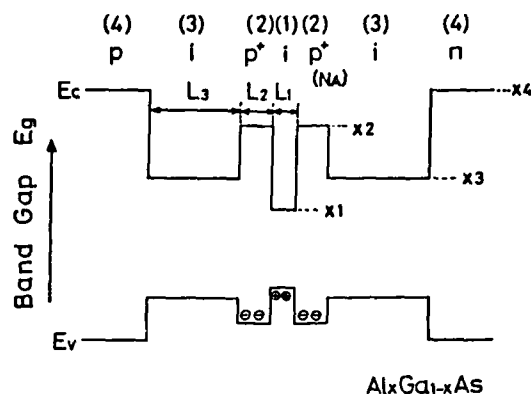 (4) (3) (2) (1) (2) (3) (4)
p i p+ i p+ i n
(NA)
Ec
L3 L2 L1
x4
x2
x3
x1
Band Gap Eg
⊕⊕
⊖⊖ ⊖⊖
Ev
AlxGa1-xAs